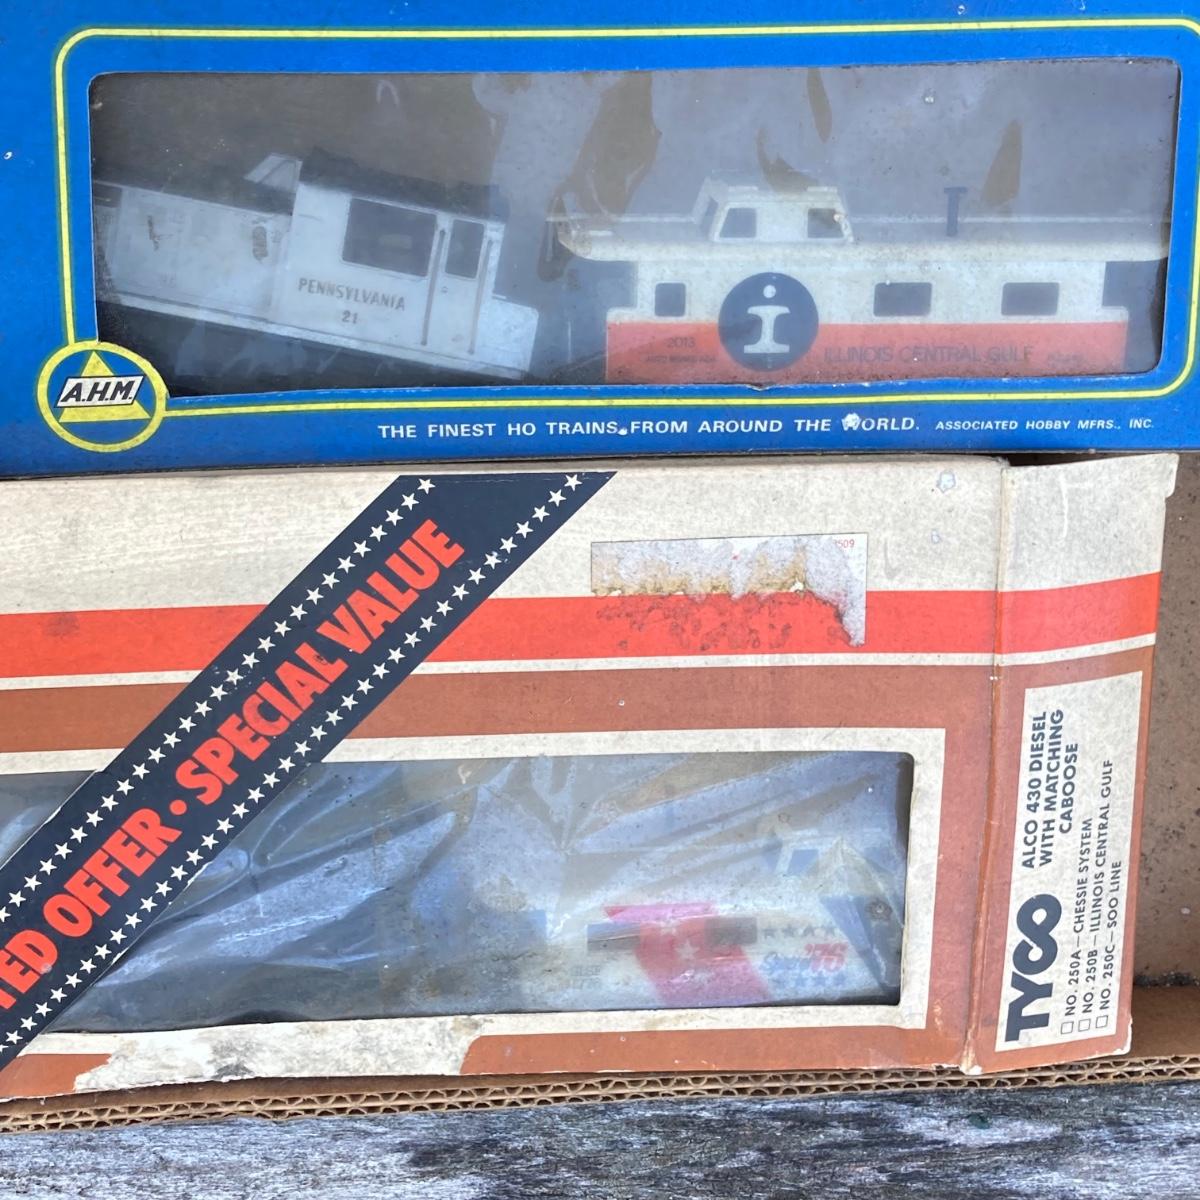 PENNSYLVANIA
21
i
2013
ILLINOIS CENTRAL GULF
A.H.M.
THE FINEST HO TRAINS FROM AROUND THE WORLD. ASSOCIATED HOBBY MFRS., INC.
TED OFFER • SPECIAL VALUE
509
'76
TYCO
ALCO 430 DIESEL
WITH MATCHING
CABOOSE
□ NO. 250A—CHESSIE SYSTEM
□ NO. 250B—ILLINOIS CENTRAL GULF
□ NO. 250C—SOO LINE